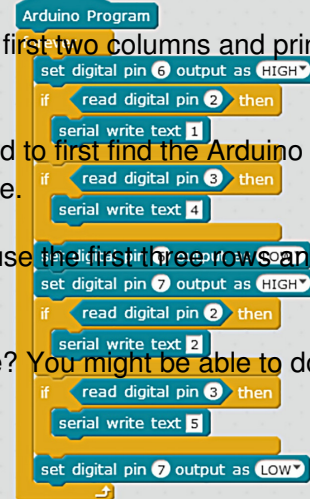 Arduino Program
first two columns and prin
set digital pin 6 output as HIGH
if read digital pin 2 then
serial write text 1
d to first find the Arduino
if read digital pin 3 then
e.
serial write text 4
use the first three rows an
set digital pin 7 output as HIGH
if read digital pin 2 then
serial write text 2
e? You might be able to do
if read digital pin 3 then
serial write text 5
set digital pin 7 output as LOW